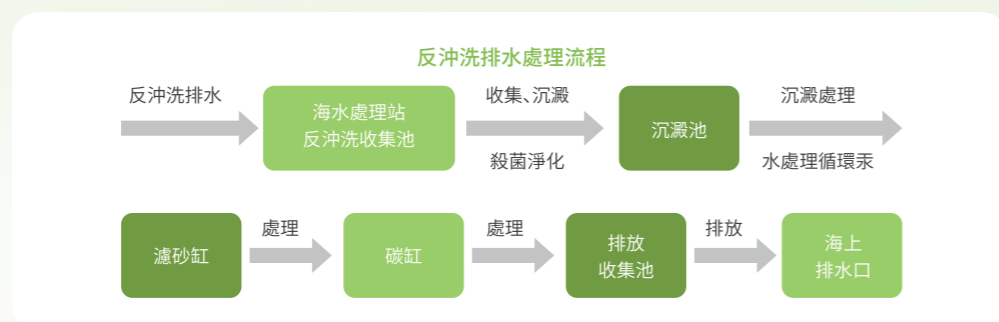 反沖洗排水處理流程
反沖洗排水
海水處理站
反沖洗收集池
收集、沉澱
殺菌淨化
沉澱池
沉澱處理
水處理循環汞
濾砂缸
處理
碳缸
處理
排放
收集池
排放
海上
排水口